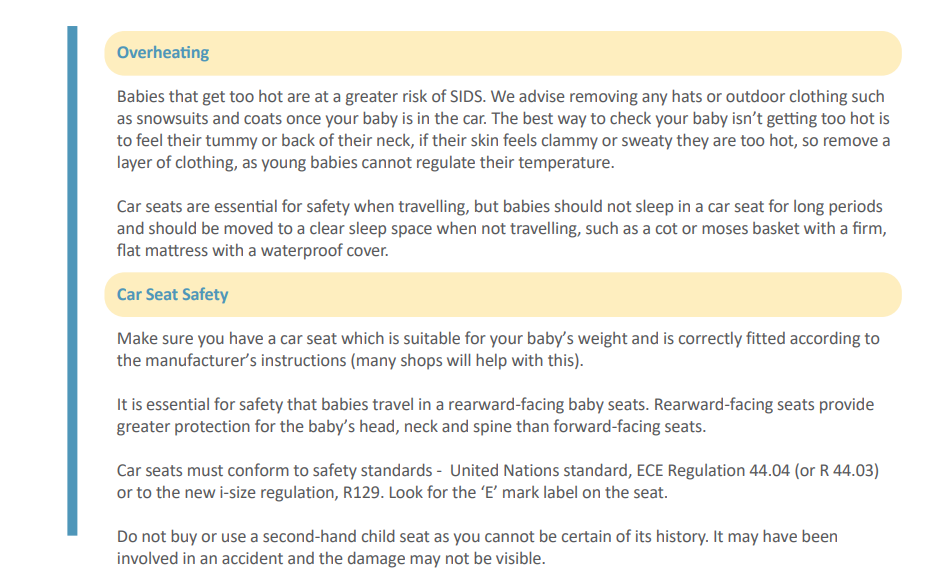 Overheating
Babies that get too hot are at a greater risk of SIDS. We advise removing any hats or outdoor clothing such
as snowsuits and coats once your baby is in the car. The best way to check your baby isn’t getting too hot is
to feel their tummy or back of their neck, if their skin feels clammy or sweaty they are too hot, so remove a
layer of clothing, as young babies cannot regulate their temperature.
Car seats are essential for safety when travelling, but babies should not sleep in a car seat for long periods
and should be moved to a clear sleep space when not travelling, such as a cot or moses basket with a firm,
flat mattress with a waterproof cover.
Car Seat Safety
Make sure you have a car seat which is suitable for your baby’s weight and is correctly fitted according to
the manufacturer’s instructions (many shops will help with this).
It is essential for safety that babies travel in a rearward-facing baby seats. Rearward-facing seats provide
greater protection for the baby’s head, neck and spine than forward-facing seats.
Car seats must conform to safety standards -  United Nations standard, ECE Regulation 44.04 (or R 44.03)
or to the new i-size regulation, R129. Look for the ‘E’ mark label on the seat.
Do not buy or use a second-hand child seat as you cannot be certain of its history. It may have been
involved in an accident and the damage may not be visible.